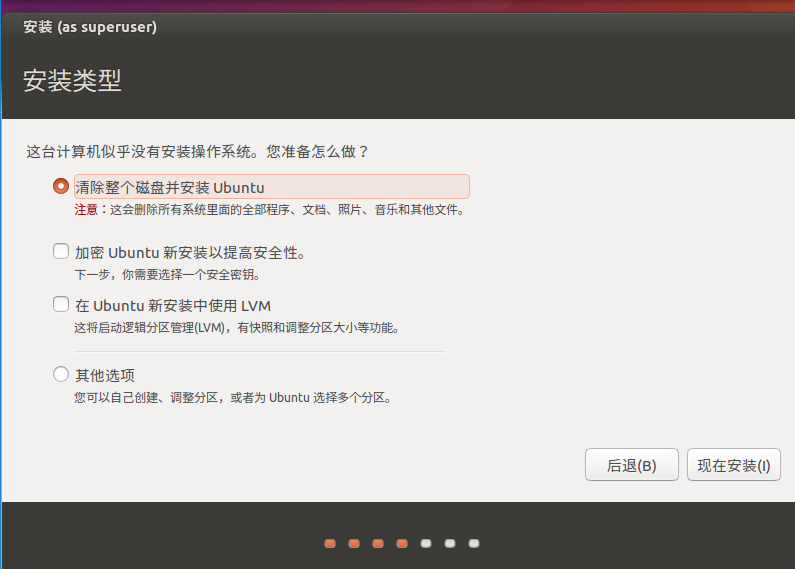 安装 (as superuser)
安装类型
这台计算机似乎没有安装操作系统。您准备怎么做？
清除整个磁盘并安装 Ubuntu
注意：这会删除所有系统里面的全部程序、文档、照片、音乐和其他文件。
加密 Ubuntu 新安装以提高安全性。
下一步，你需要选择一个安全密钥。
在 Ubuntu 新安装中使用 LVM
这将启动逻辑分区管理(LVM)，有快照和调整分区大小等功能。
其他选项
您可以自己创建、调整分区，或者为 Ubuntu 选择多个分区。
后退(B) 现在安装(I)